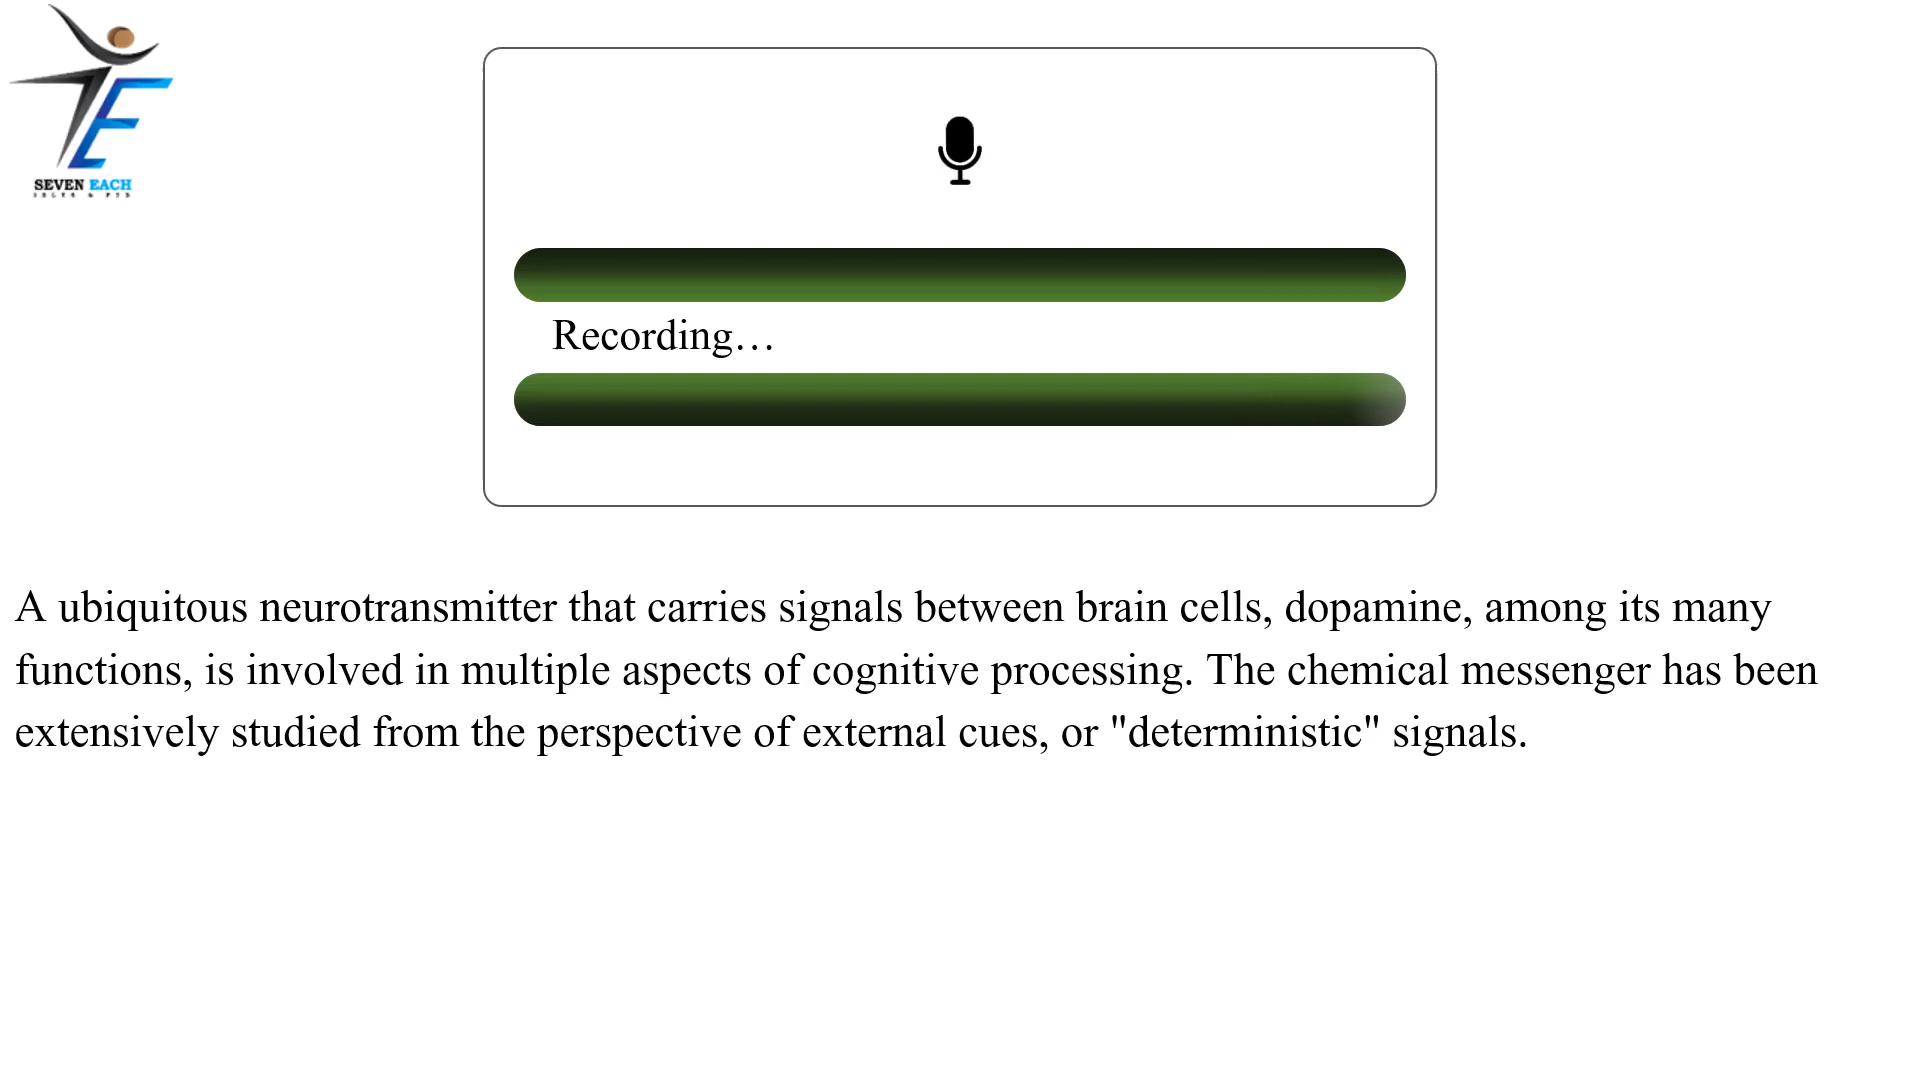 SEVEN EACH
IELTS & PTE
Recording…
A ubiquitous neurotransmitter that carries signals between brain cells, dopamine, among its many
functions, is involved in multiple aspects of cognitive processing. The chemical messenger has been
extensively studied from the perspective of external cues, or "deterministic" signals.